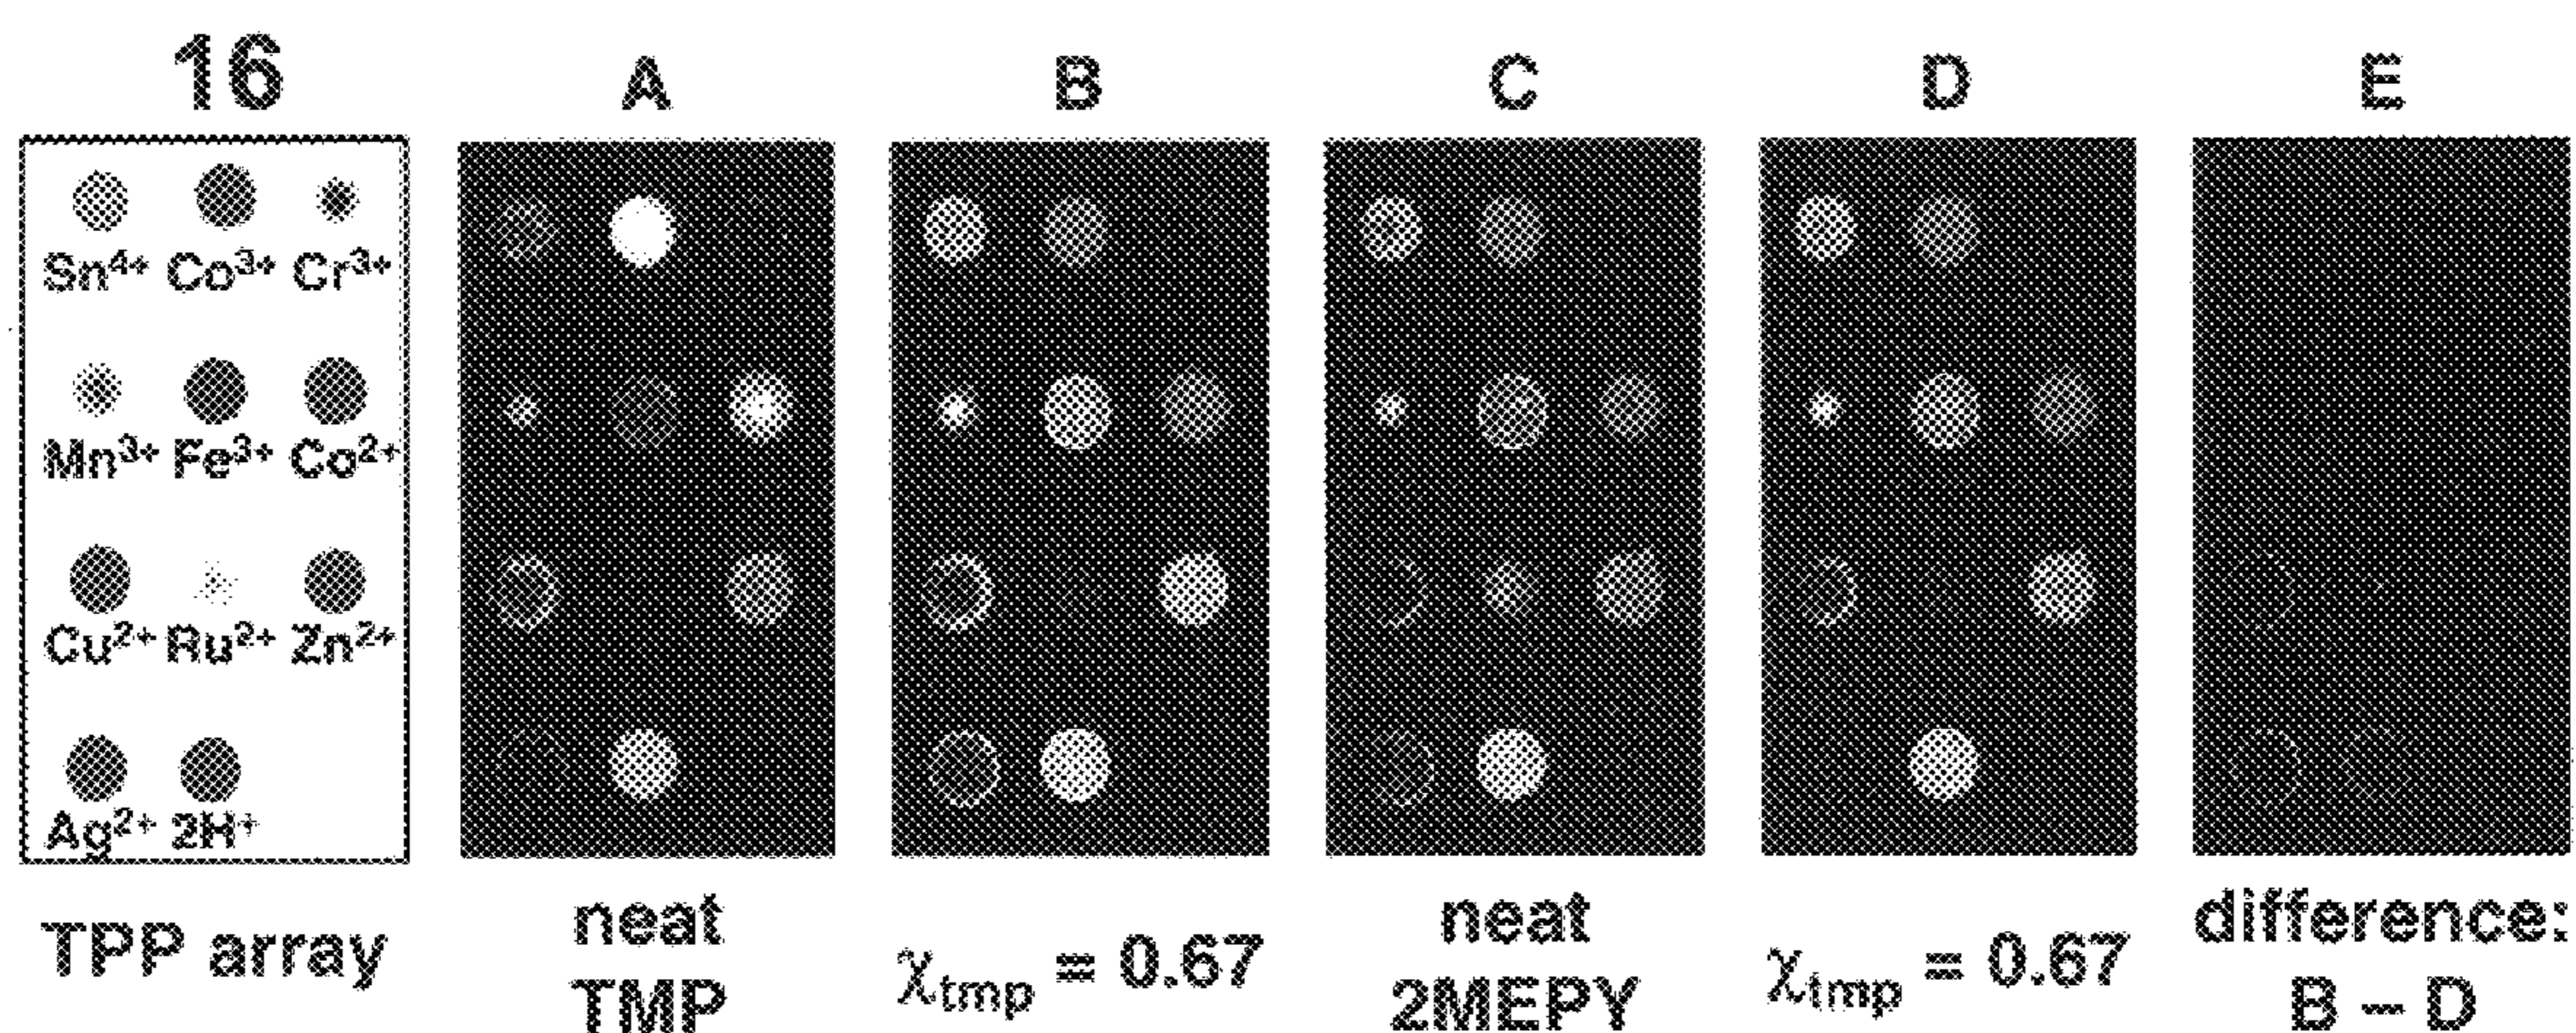 16 A B C D E
Sn⁴⁺ Co³⁺ Cr³⁺
Mn³⁺ Fe³⁺ Co²⁺
Cu²⁺ Ru²⁺ Zn²⁺
Ag²⁺ 2H⁺
TPP array
neat
TMP
χtmp = 0.67
neat
2MEPY
χtmp = 0.67
difference:
B – D